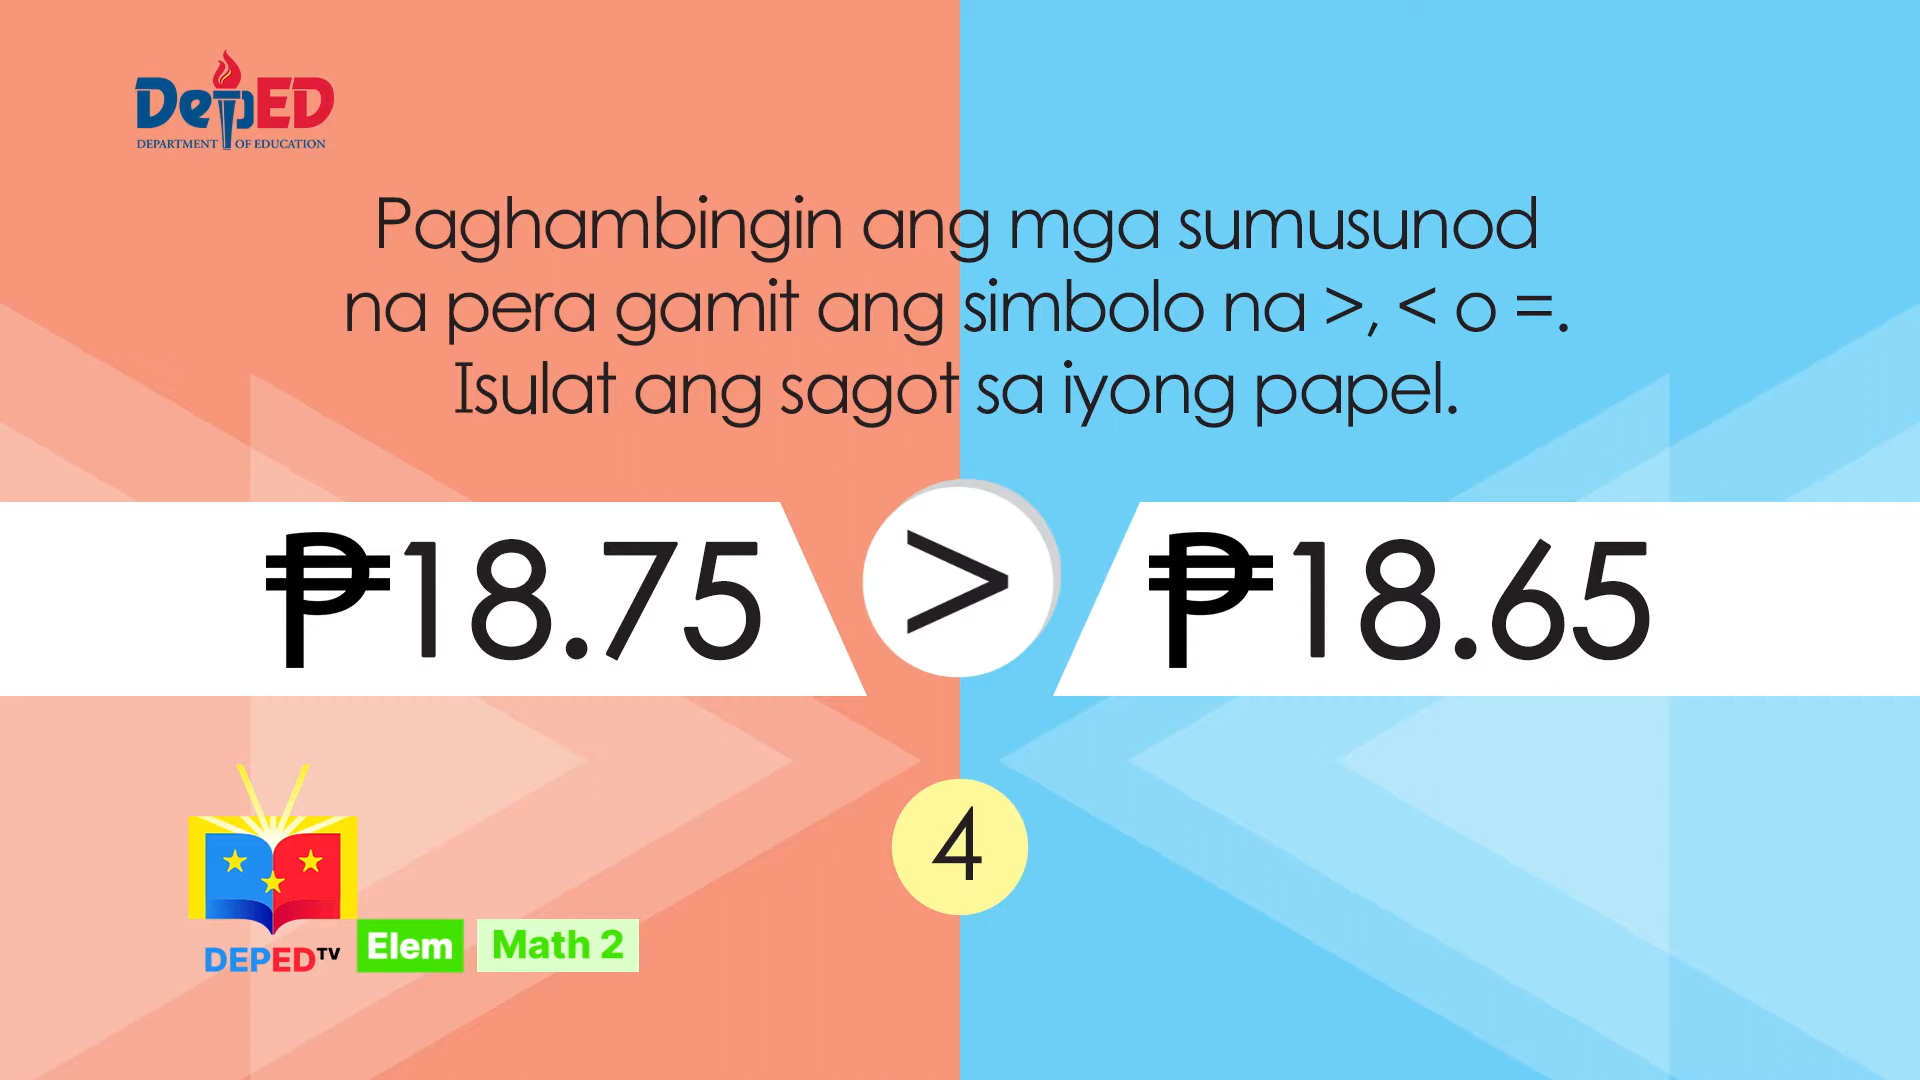 DepED
DEPARTMENT OF EDUCATION
Paghambingin ang mga sumusunod
na pera gamit ang simbolo na >, < o =.
Isulat ang sagot sa iyong papel.
₱18.75 > ₱18.65
4
DEPED TV Elem Math 2